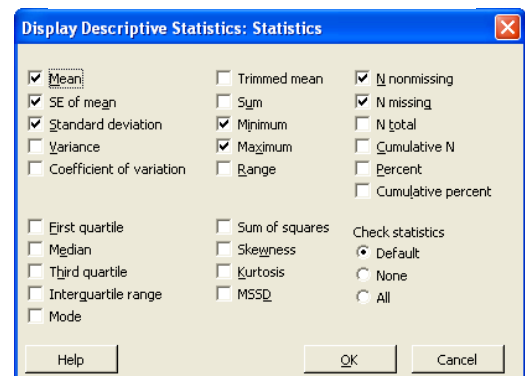 Display Descriptive Statistics: Statistics
Mean
Trimmed mean
N nonmissing
SE of mean
Sum
N missing
Standard deviation
Minimum
N total
Variance
Maximum
Cumulative N
Coefficient of variation
Range
Percent
Cumulative percent
First quartile
Sum of squares
Check statistics
Median
Skewness
Default
Third quartile
Kurtosis
None
Interquartile range
MSSD
All
Mode
Help
OK
Cancel